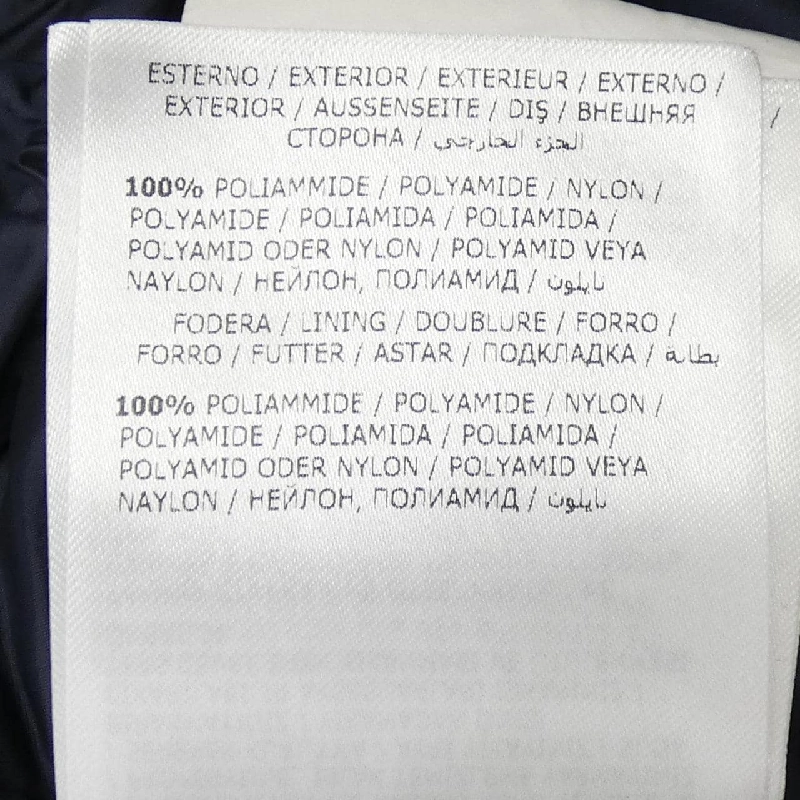 ESTERNO / EXTERIOR / EXTERIEUR / EXTERNO /
EXTERIOR / AUSSENSEITE / DIŞ / ВНЕШНЯЯ
СТОРОНА / الجزء الخارجي
100% POLIAMMIDE / POLYAMIDE / NYLON /
POLYAMIDE / POLIAMIDA / POLIAMIDA /
POLYAMID ODER NYLON / POLYAMID VEYA
NAYLON / НЕЙЛОН, ПОЛИАМИД / نايلون
FODERA / LINING / DOUBLURE / FORRO /
FORRO / FUTTER / ASTAR / ПОДКЛАДКА / بطانة
100% POLIAMMIDE / POLYAMIDE / NYLON /
POLYAMIDE / POLIAMIDA / POLIAMIDA /
POLYAMID ODER NYLON / POLYAMID VEYA
NAYLON / НЕЙЛОН, ПОЛИАМИД / نايلون